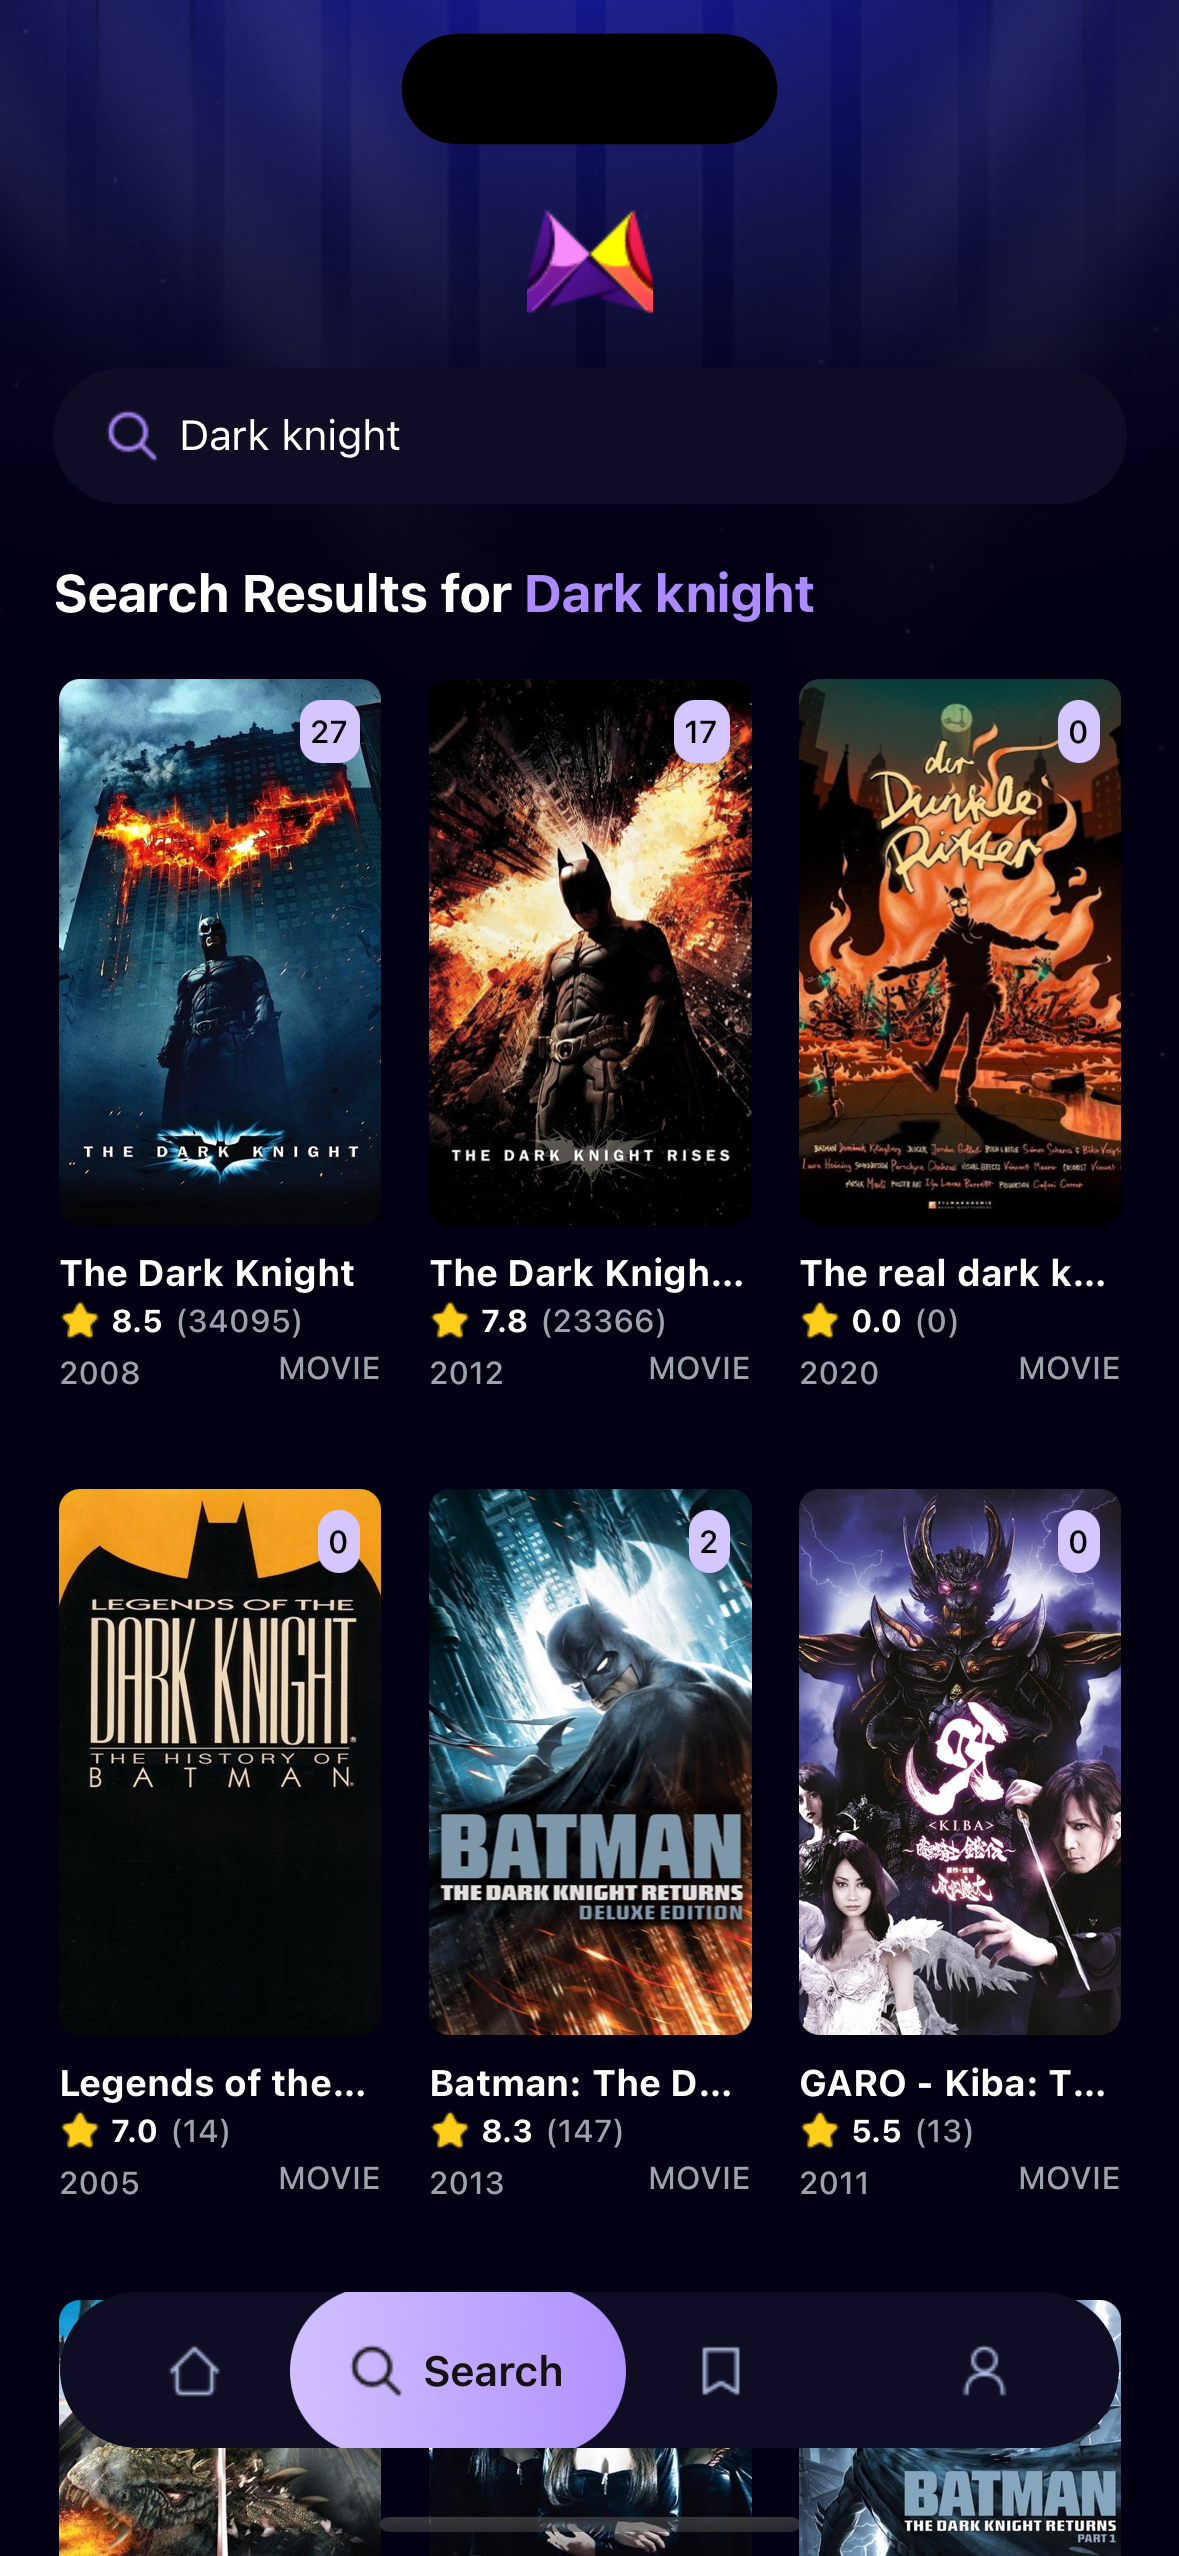 Dark knight
Search Results for Dark knight
27
THE DARK KNIGHT
The Dark Knight
8.5 (34095)
2008 MOVIE
17
THE DARK KNIGHT RISES
The Dark Knigh...
7.8 (23366)
2012 MOVIE
0
der
Dunkle
Ritter
FILMAKADEMIE
The real dark k...
0.0 (0)
2020 MOVIE
0
LEGENDS OF THE
DARK KNIGHT
THE HISTORY OF
BATMAN
Legends of the...
7.0 (14)
2005 MOVIE
2
BATMAN
THE DARK KNIGHT RETURNS
DELUXE EDITION
Batman: The D...
8.3 (147)
2013 MOVIE
0
牙
<KIBA>
GARO - Kiba: T...
5.5 (13)
2011 MOVIE
Search
BATMAN
THE DARK KNIGHT RETURNS
PART 1